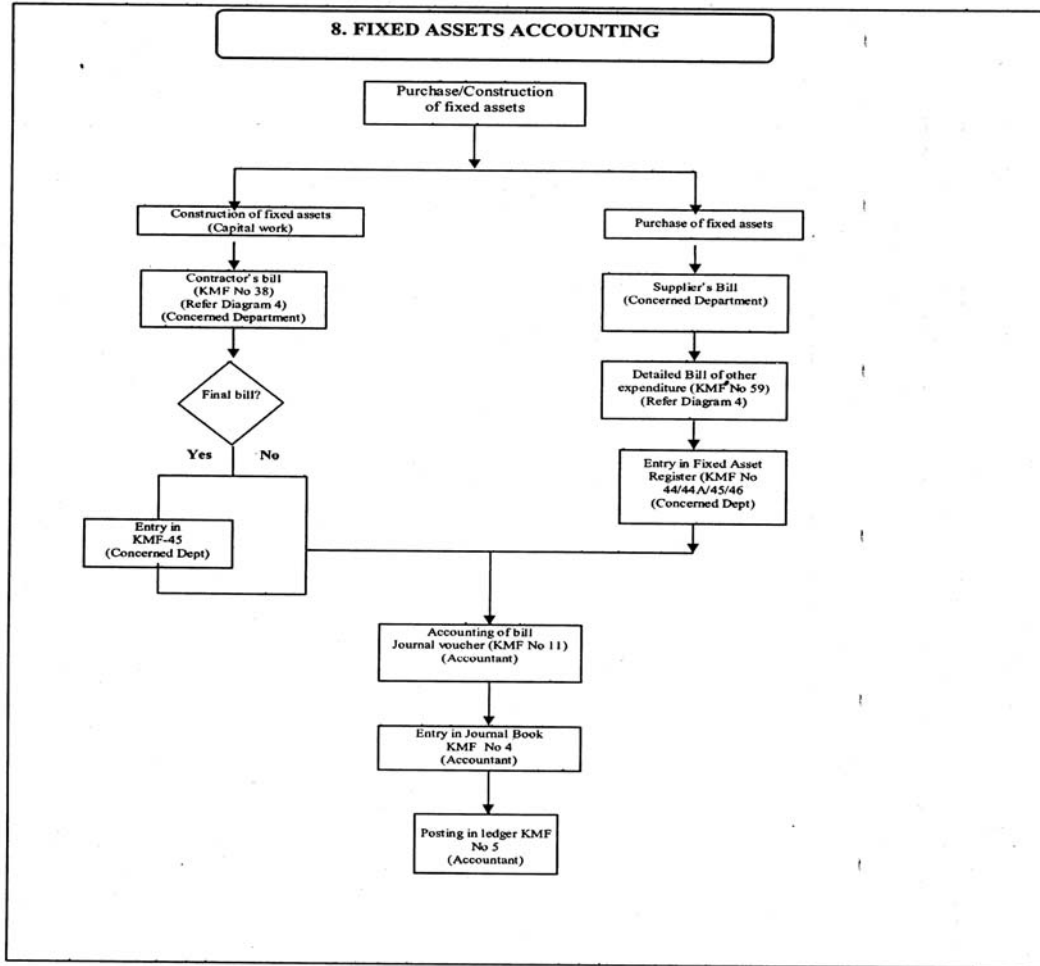 8. FIXED ASSETS ACCOUNTING
Purchase/Construction
of fixed assets
Construction of fixed assets
(Capital work)
Purchase of fixed assets
Contractor's bill
(KMF No 38)
(Refer Diagram 4)
(Concerned Department)
Supplier's Bill
(Concerned Department)
Final bill?
Detailed Bill of other
expenditure (KMF No 59)
(Refer Diagram 4)
Yes No
Entry in Fixed Asset
Register (KMF No
44/44A/45/46
(Concerned Dept)
Entry in
KMF-45
(Concerned Dept)
Accounting of bill
Journal voucher (KMF No 11)
(Accountant)
Entry in Journal Book
KMF No 4
(Accountant)
Posting in ledger KMF
No 5
(Accountant)